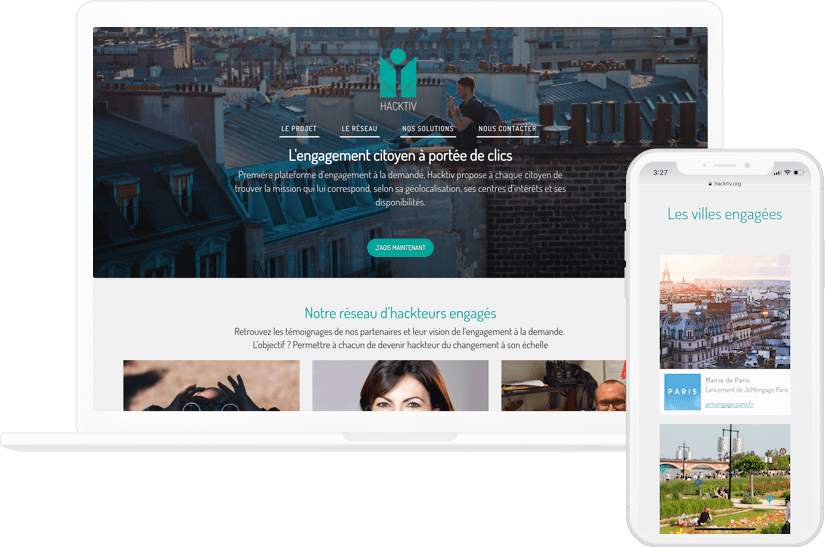 HACKTIV
LE PROJET
LE RÉSEAU
NOS SOLUTIONS
NOUS CONTACTER
L'engagement citoyen à portée de clics
Première plateforme d'engagement à la demande, Hacktiv propose à chaque citoyen de
trouver la mission qui lui correspond, selon sa géolocalisation, ses centres d'intérêts et ses
disponibilités.
J'AGIS MAINTENANT
Notre réseau d'hackteurs engagés
Retrouvez les témoignages de nos partenaires et leur vision de l'engagement à la demande.
L'objectif ? Permettre à chacun de devenir hackteur du changement à son échelle
3:27
hacktiv.org
Les villes engagées
PARIS
Mairie de Paris
Lancement de JeMengage Paris
jemengage.paris.fr